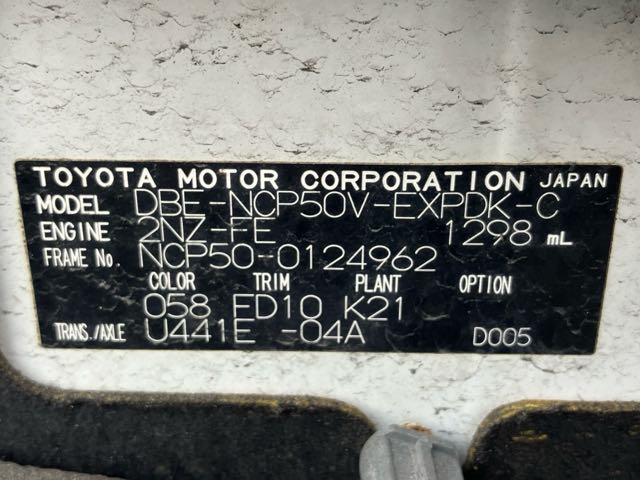 TOYOTA MOTOR CORPORATION JAPAN
MODEL DBE-NCP50V-EXPDK-C
ENGINE 2NZ-FE 1298 mL
FRAME No. NCP50-0124962
COLOR TRIM PLANT OPTION
058 ED10 K21
TRANS./AXLE U441E -04A D005